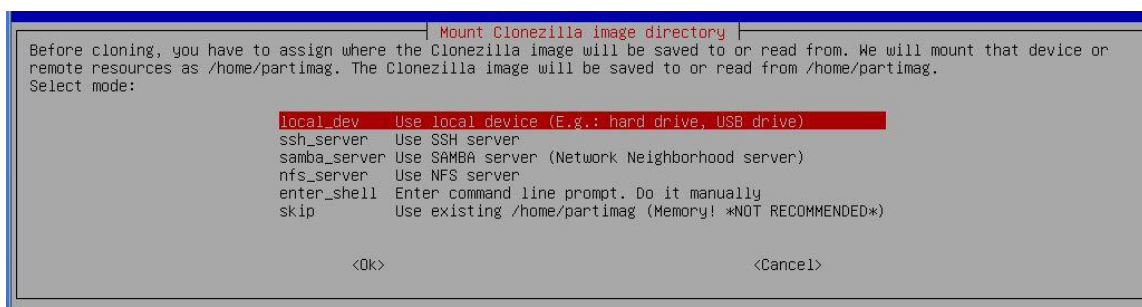 Mount Clonezilla image directory
Before cloning, you have to assign where the Clonezilla image will be saved to or read from. We will mount that device or
remote resources as /home/partimag. The Clonezilla image will be saved to or read from /home/partimag.
Select mode:
local_dev Use local device (E.g.: hard drive, USB drive)
ssh_server Use SSH server
samba_server Use SAMBA server (Network Neighborhood server)
nfs_server Use NFS server
enter_shell Enter command line prompt. Do it manually
skip Use existing /home/partimag (Memory! *NOT RECOMMENDED*)
<Ok> <Cancel>